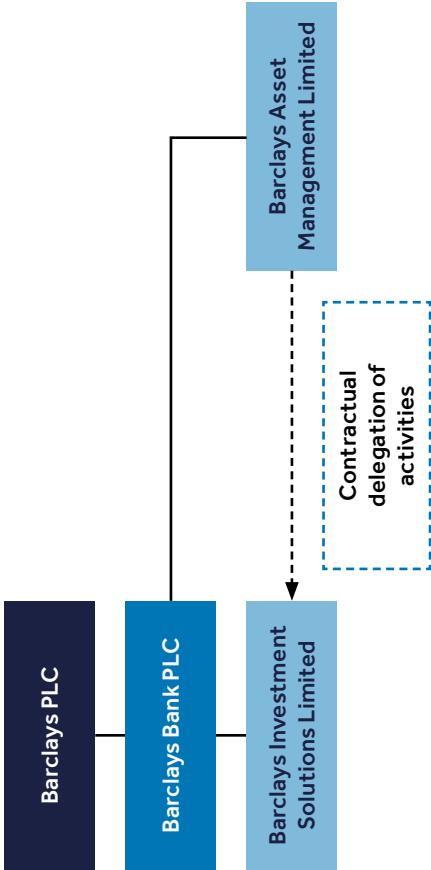 Barclays PLC
Barclays Bank PLC
Barclays Investment
Solutions Limited
Contractual
delegation of
activities
Barclays Asset
Management Limited